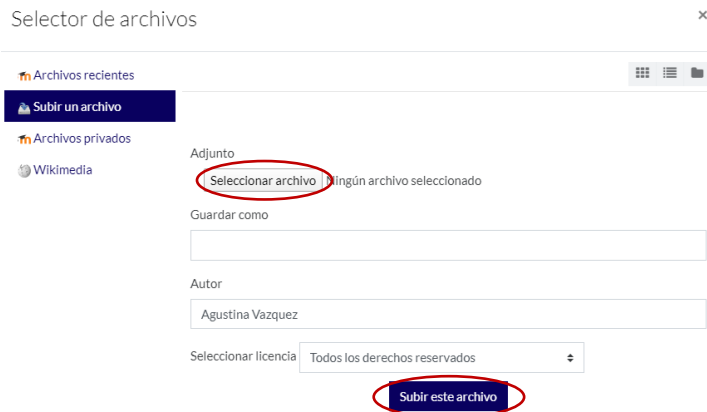 Selector de archivos
×
Archivos recientes
Subir un archivo
Archivos privados
Wikimedia
Adjunto
Seleccionar archivo Ningún archivo seleccionado
Guardar como
Autor
Agustina Vazquez
Seleccionar licencia Todos los derechos reservados
Subir este archivo